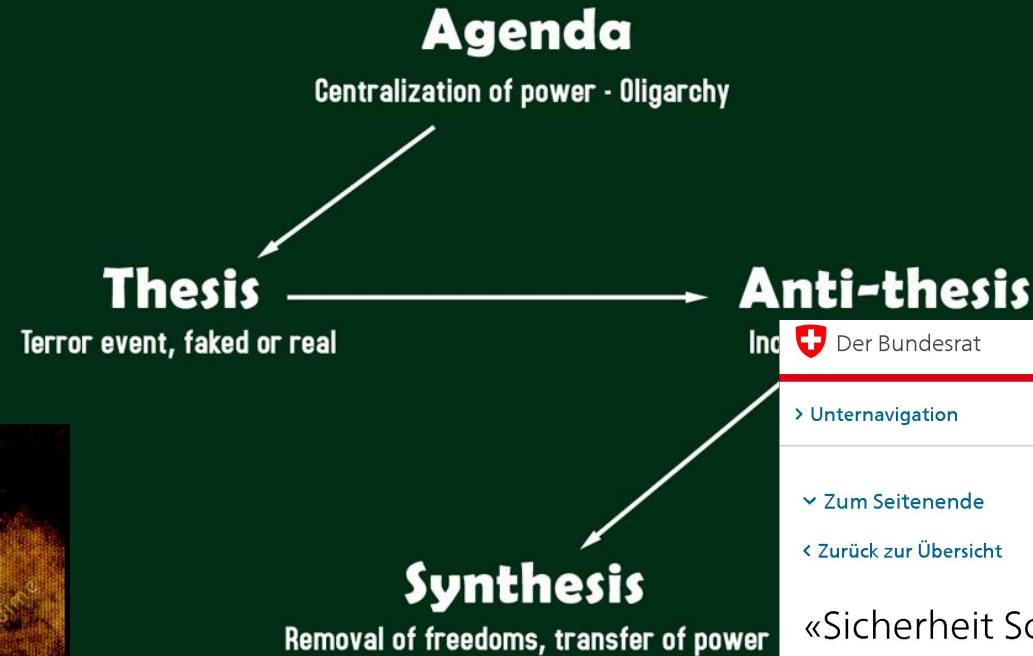 Agenda
Centralization of power - Oligarchy
Thesis
Anti-thesis
Terror event, faked or real
Der Bundesrat
> Unternavigation
Zum Seitenende
< Zurück zur Übersicht
Synthesis
Removal of freedoms, transfer of power
«Sicherheit